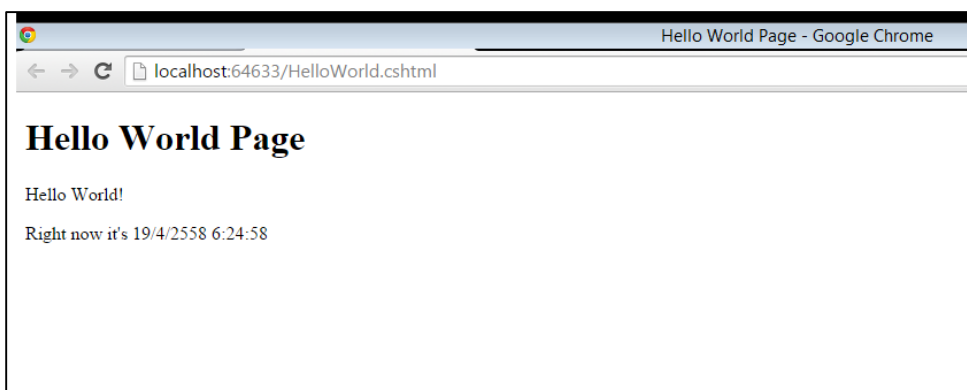 Hello World Page - Google Chrome
localhost:64633/HelloWorld.cshtml
Hello World Page
Hello World!
Right now it's 19/4/2558 6:24:58